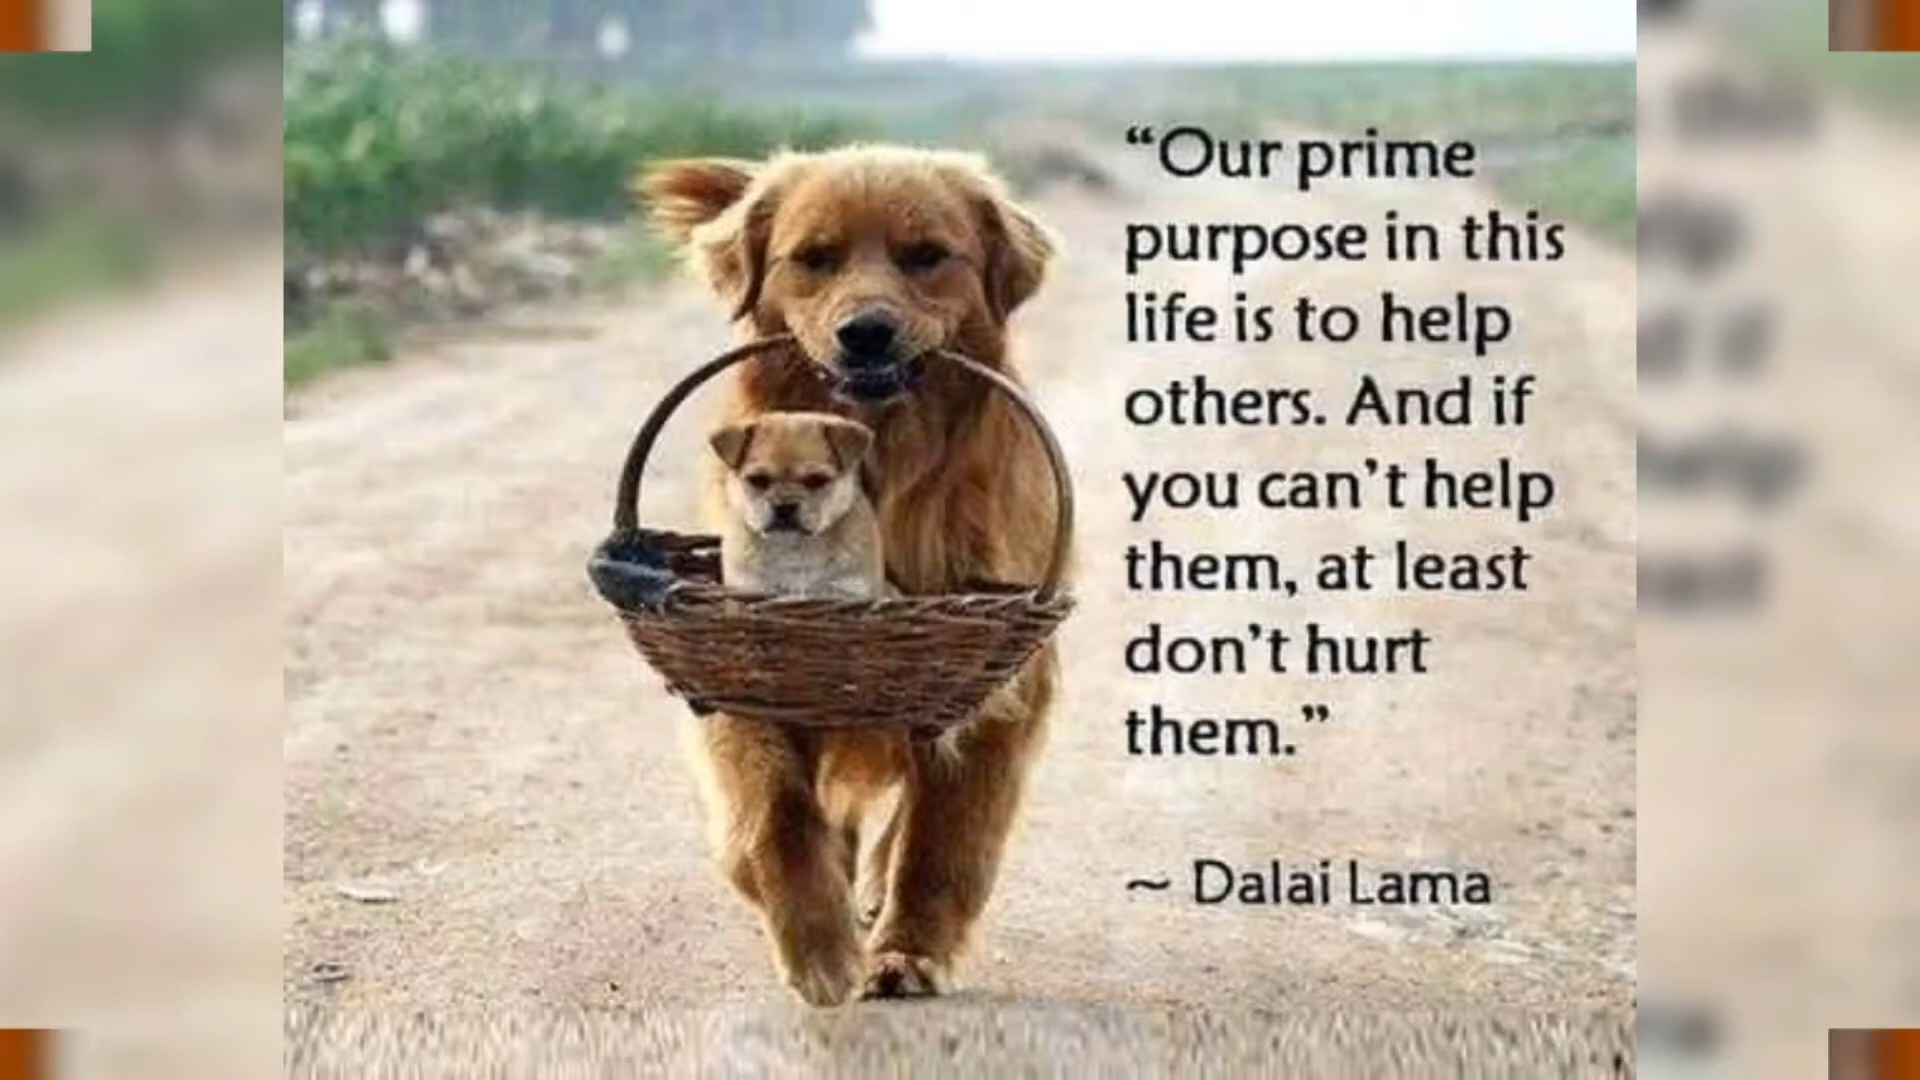 “Our prime
purpose in this
life is to help
others. And if
you can’t help
them, at least
don’t hurt
them.”
~ Dalai Lama